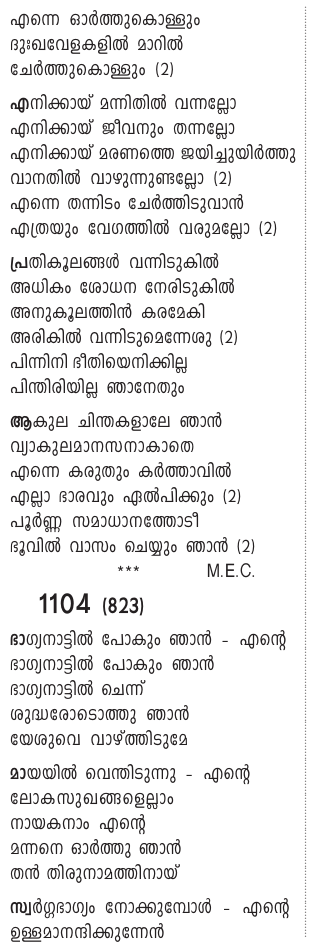 എന്നെ ഓർത്തുകൊള്ളും
ദുഃഖവേളകളിൽ മാറിൽ
ചേർത്തുകൊള്ളും (2)
എനിക്കായ് മന്നിതിൽ വന്നല്ലോ
എനിക്കായ് ജീവനും തന്നല്ലോ
എനിക്കായ് മരണത്തെ ജയിച്ചുയിർത്തു
വാനതിൽ വാഴുന്നുണ്ടല്ലോ (2)
എന്നെ തന്നിടം ചേർത്തിടുവാൻ
എത്രയും വേഗത്തിൽ വരുമല്ലോ (2)
പ്രതികൂലങ്ങൾ വന്നിടുകിൽ
അധികം ശോധന നേരിടുകിൽ
അനുകൂലത്തിൻ കരമേകി
അരികിൽ വന്നിടുമെന്നേശു (2)
പിന്നിനി ഭീതിയെനിക്കില്ല
പിന്തിരിയില്ല ഞാനേതും
ആകുല ചിന്തകളാലേ ഞാൻ
വ്യാകുലമാനസനാകാതെ
എന്നെ കരുതും കർത്താവിൽ
എല്ലാ ഭാരവും ഏൽപിക്കും (2)
പൂർണ്ണ സമാധാനത്തോടീ
ഭൂവിൽ വാസം ചെയ്യും ഞാൻ (2)
*** M.E.C.
1104 (823)
ഭാഗ്യനാട്ടിൽ പോകും ഞാൻ - എന്റെ
ഭാഗ്യനാട്ടിൽ പോകും ഞാൻ
ഭാഗ്യനാട്ടിൽ ചെന്ന്
ശുദ്ധരോടൊത്തു ഞാൻ
യേശുവെ വാഴ്ത്തിടുമേ
മായയിൽ വെന്തിടുന്നു - എന്റെ
ലോകസുഖങ്ങളെല്ലാം
നായകനാം എന്റെ
മന്നനെ ഓർത്തു ഞാൻ
തൻ തിരുനാമത്തിനായ്
സ്വർഗ്ഗഭാഗ്യം നോക്കുമ്പോൾ - എന്റെ
ഉള്ളമാനന്ദിക്കുന്നേൻ